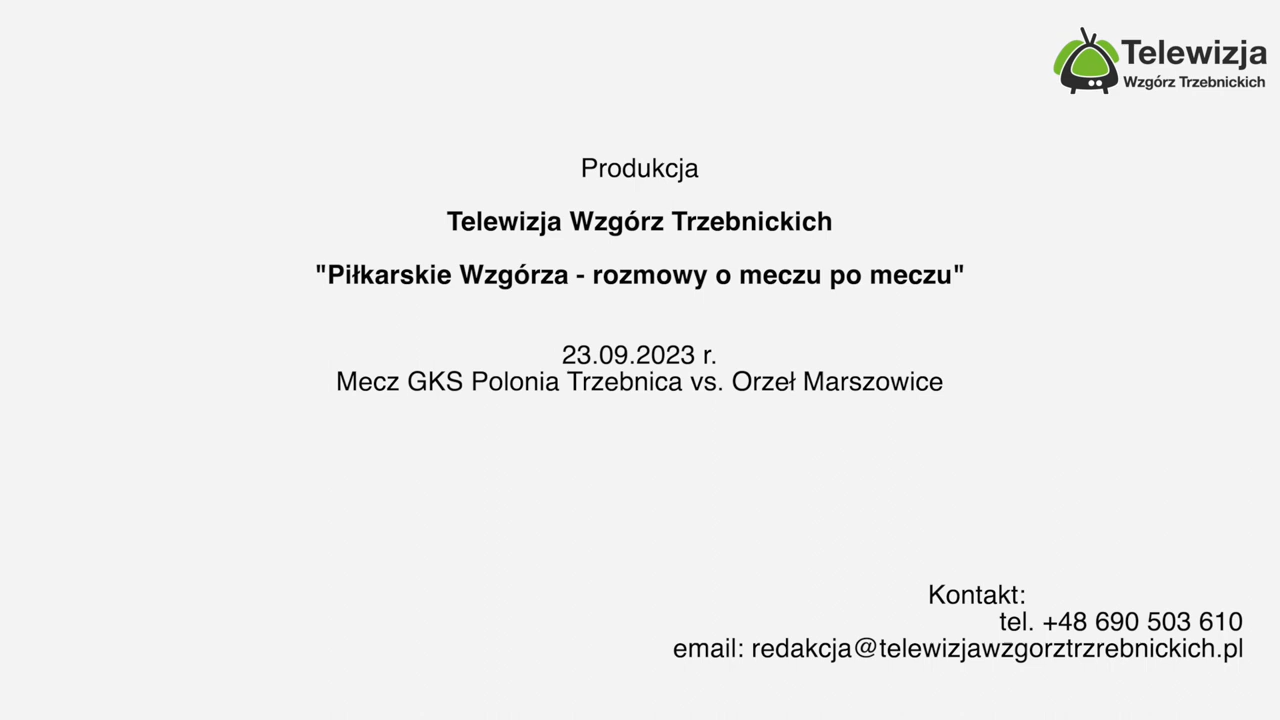 Telewizja
Wzgórz Trzebnickich
Produkcja
Telewizja Wzgórz Trzebnickich
"Piłkarskie Wzgórza - rozmowy o meczu po meczu"
23.09.2023 r.
Mecz GKS Polonia Trzebnica vs. Orzeł Marszowice
Kontakt:
tel. +48 690 503 610
email: redakcja@telewizjawzgorztrzrebnickich.pl